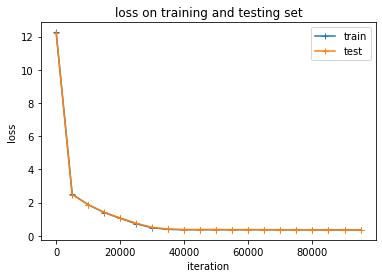 loss on training and testing set
train
test
12
10
8
6
4
2
0
loss
0
20000
40000
60000
80000
iteration